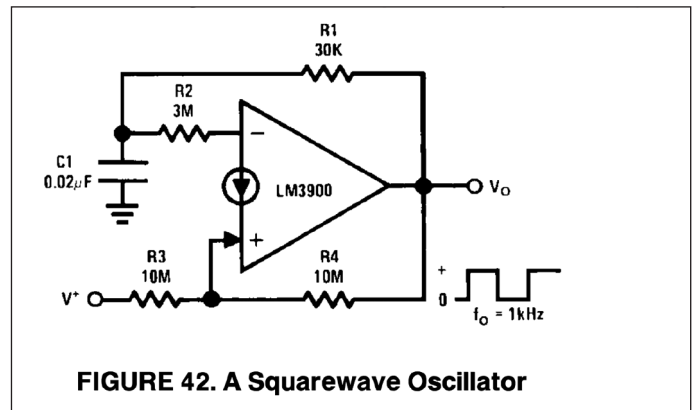 R1
30K
R2
3M
−
C1
0.02μF
LM3900
VO
+
R3
10M
R4
10M
V+
+
0
fO = 1kHz
FIGURE 42. A Squarewave Oscillator